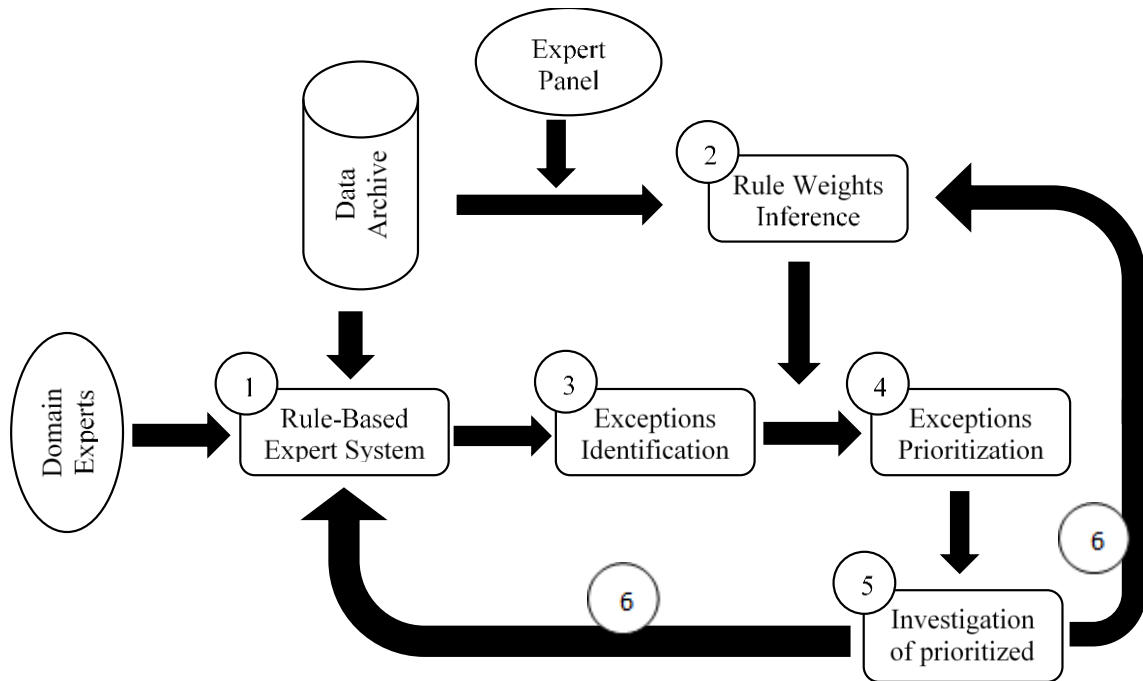 Expert
Panel
Data
Archive
2
Rule Weights
Inference
Domain
Experts
1
Rule-Based
Expert System
3
Exceptions
Identification
4
Exceptions
Prioritization
6
6
5
Investigation
of prioritized